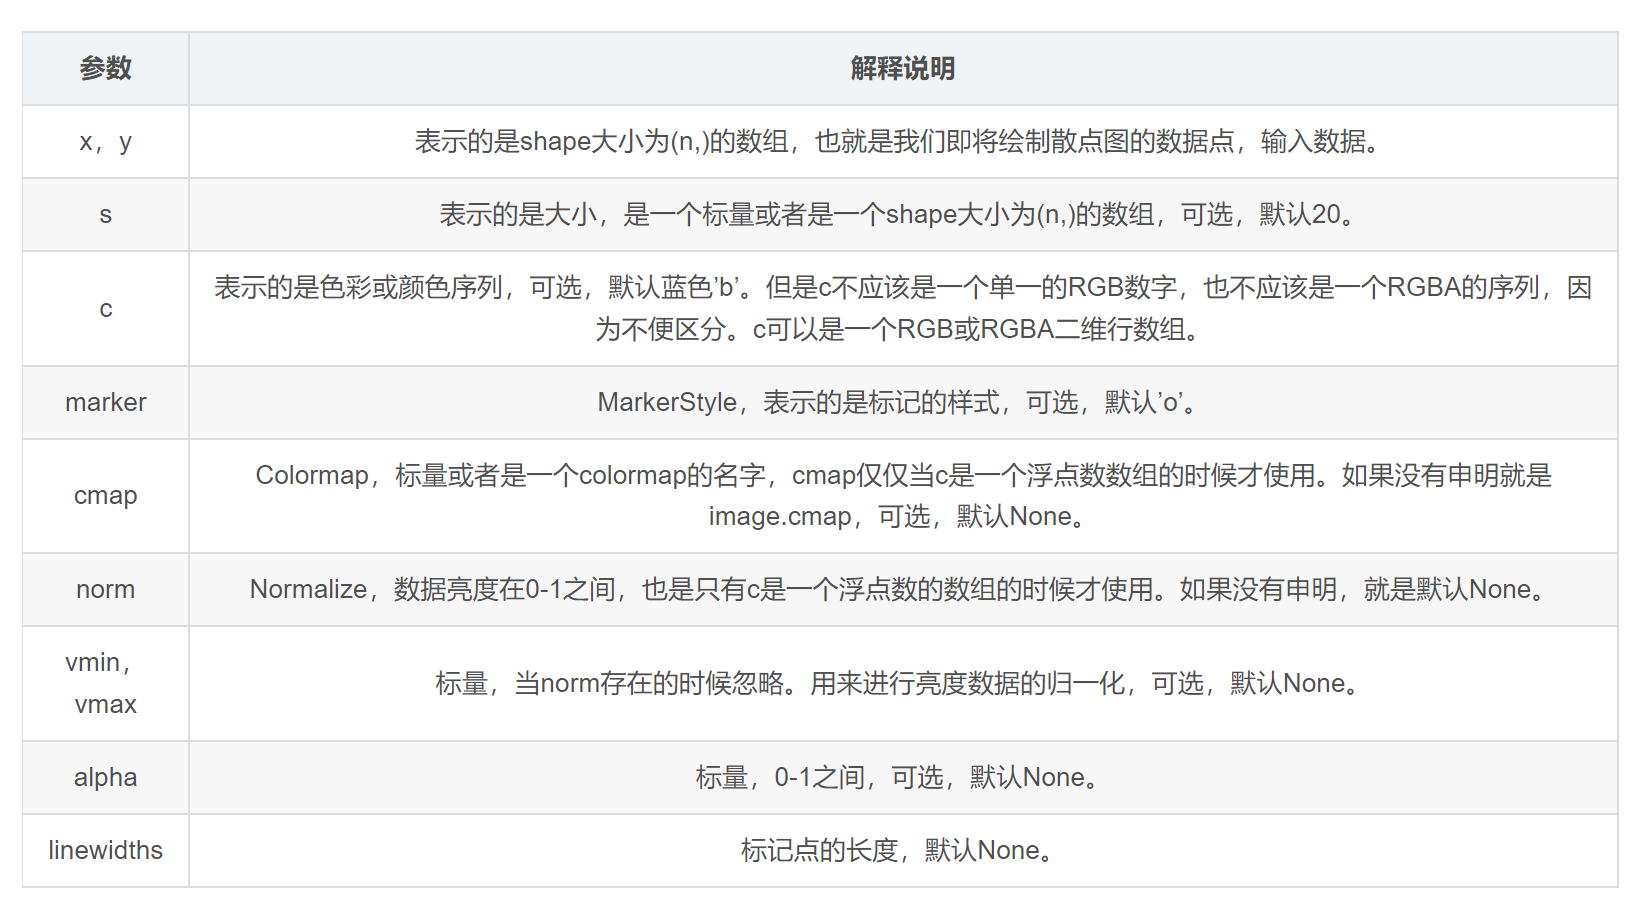 参数 解释说明
x，y 表示的是shape大小为(n,)的数组，也就是我们即将绘制散点图的数据点，输入数据。
s 表示的是大小，是一个标量或者是一个shape大小为(n,)的数组，可选，默认20。
c 表示的是色彩或颜色序列，可选，默认蓝色’b’。但是c不应该是一个单一的RGB数字，也不应该是一个RGBA的序列，因
为不便区分。c可以是一个RGB或RGBA二维行数组。
marker MarkerStyle，表示的是标记的样式，可选，默认’o’。
cmap Colormap，标量或者是一个colormap的名字，cmap仅仅当c是一个浮点数数组的时候才使用。如果没有申明就是
image.cmap，可选，默认None。
norm Normalize，数据亮度在0-1之间，也是只有c是一个浮点数的数组的时候才使用。如果没有申明，就是默认None。
vmin，
vmax 标量，当norm存在的时候忽略。用来进行亮度数据的归一化，可选，默认None。
alpha 标量，0-1之间，可选，默认None。
linewidths 标记点的长度，默认None。